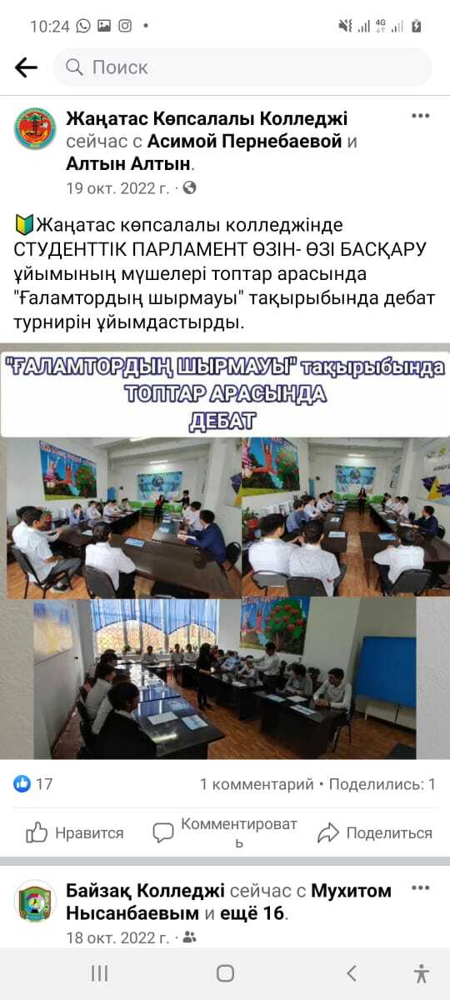 10:24
4G
Поиск
Жаңатас Көпсалалы Колледжі
сейчас с Асимой Пернебаевой и
Алтын Алтын.
19 окт. 2022 г. ·
Жаңатас көпсалалы колледжінде
СТУДЕНТТІК ПАРЛАМЕНТ ӨЗІН- ӨЗІ БАСҚАРУ
ұйымының мүшелері топтар арасында
"Ғаламтордың шырмауы" тақырыбында дебат
турнирін ұйымдастырды.
"ҒАЛАМТОРДЫҢ ШЫРМАУЫ" тақырыбында
ТОПТАР АРАСЫНДА
ДЕБАТ
17
1 комментарий • Поделились: 1
Нравится
Комментироват
ь
Поделиться
Байзақ Колледжі сейчас с Мухитом
Нысанбаевым и ещё 16.
18 окт. 2022 г. ·